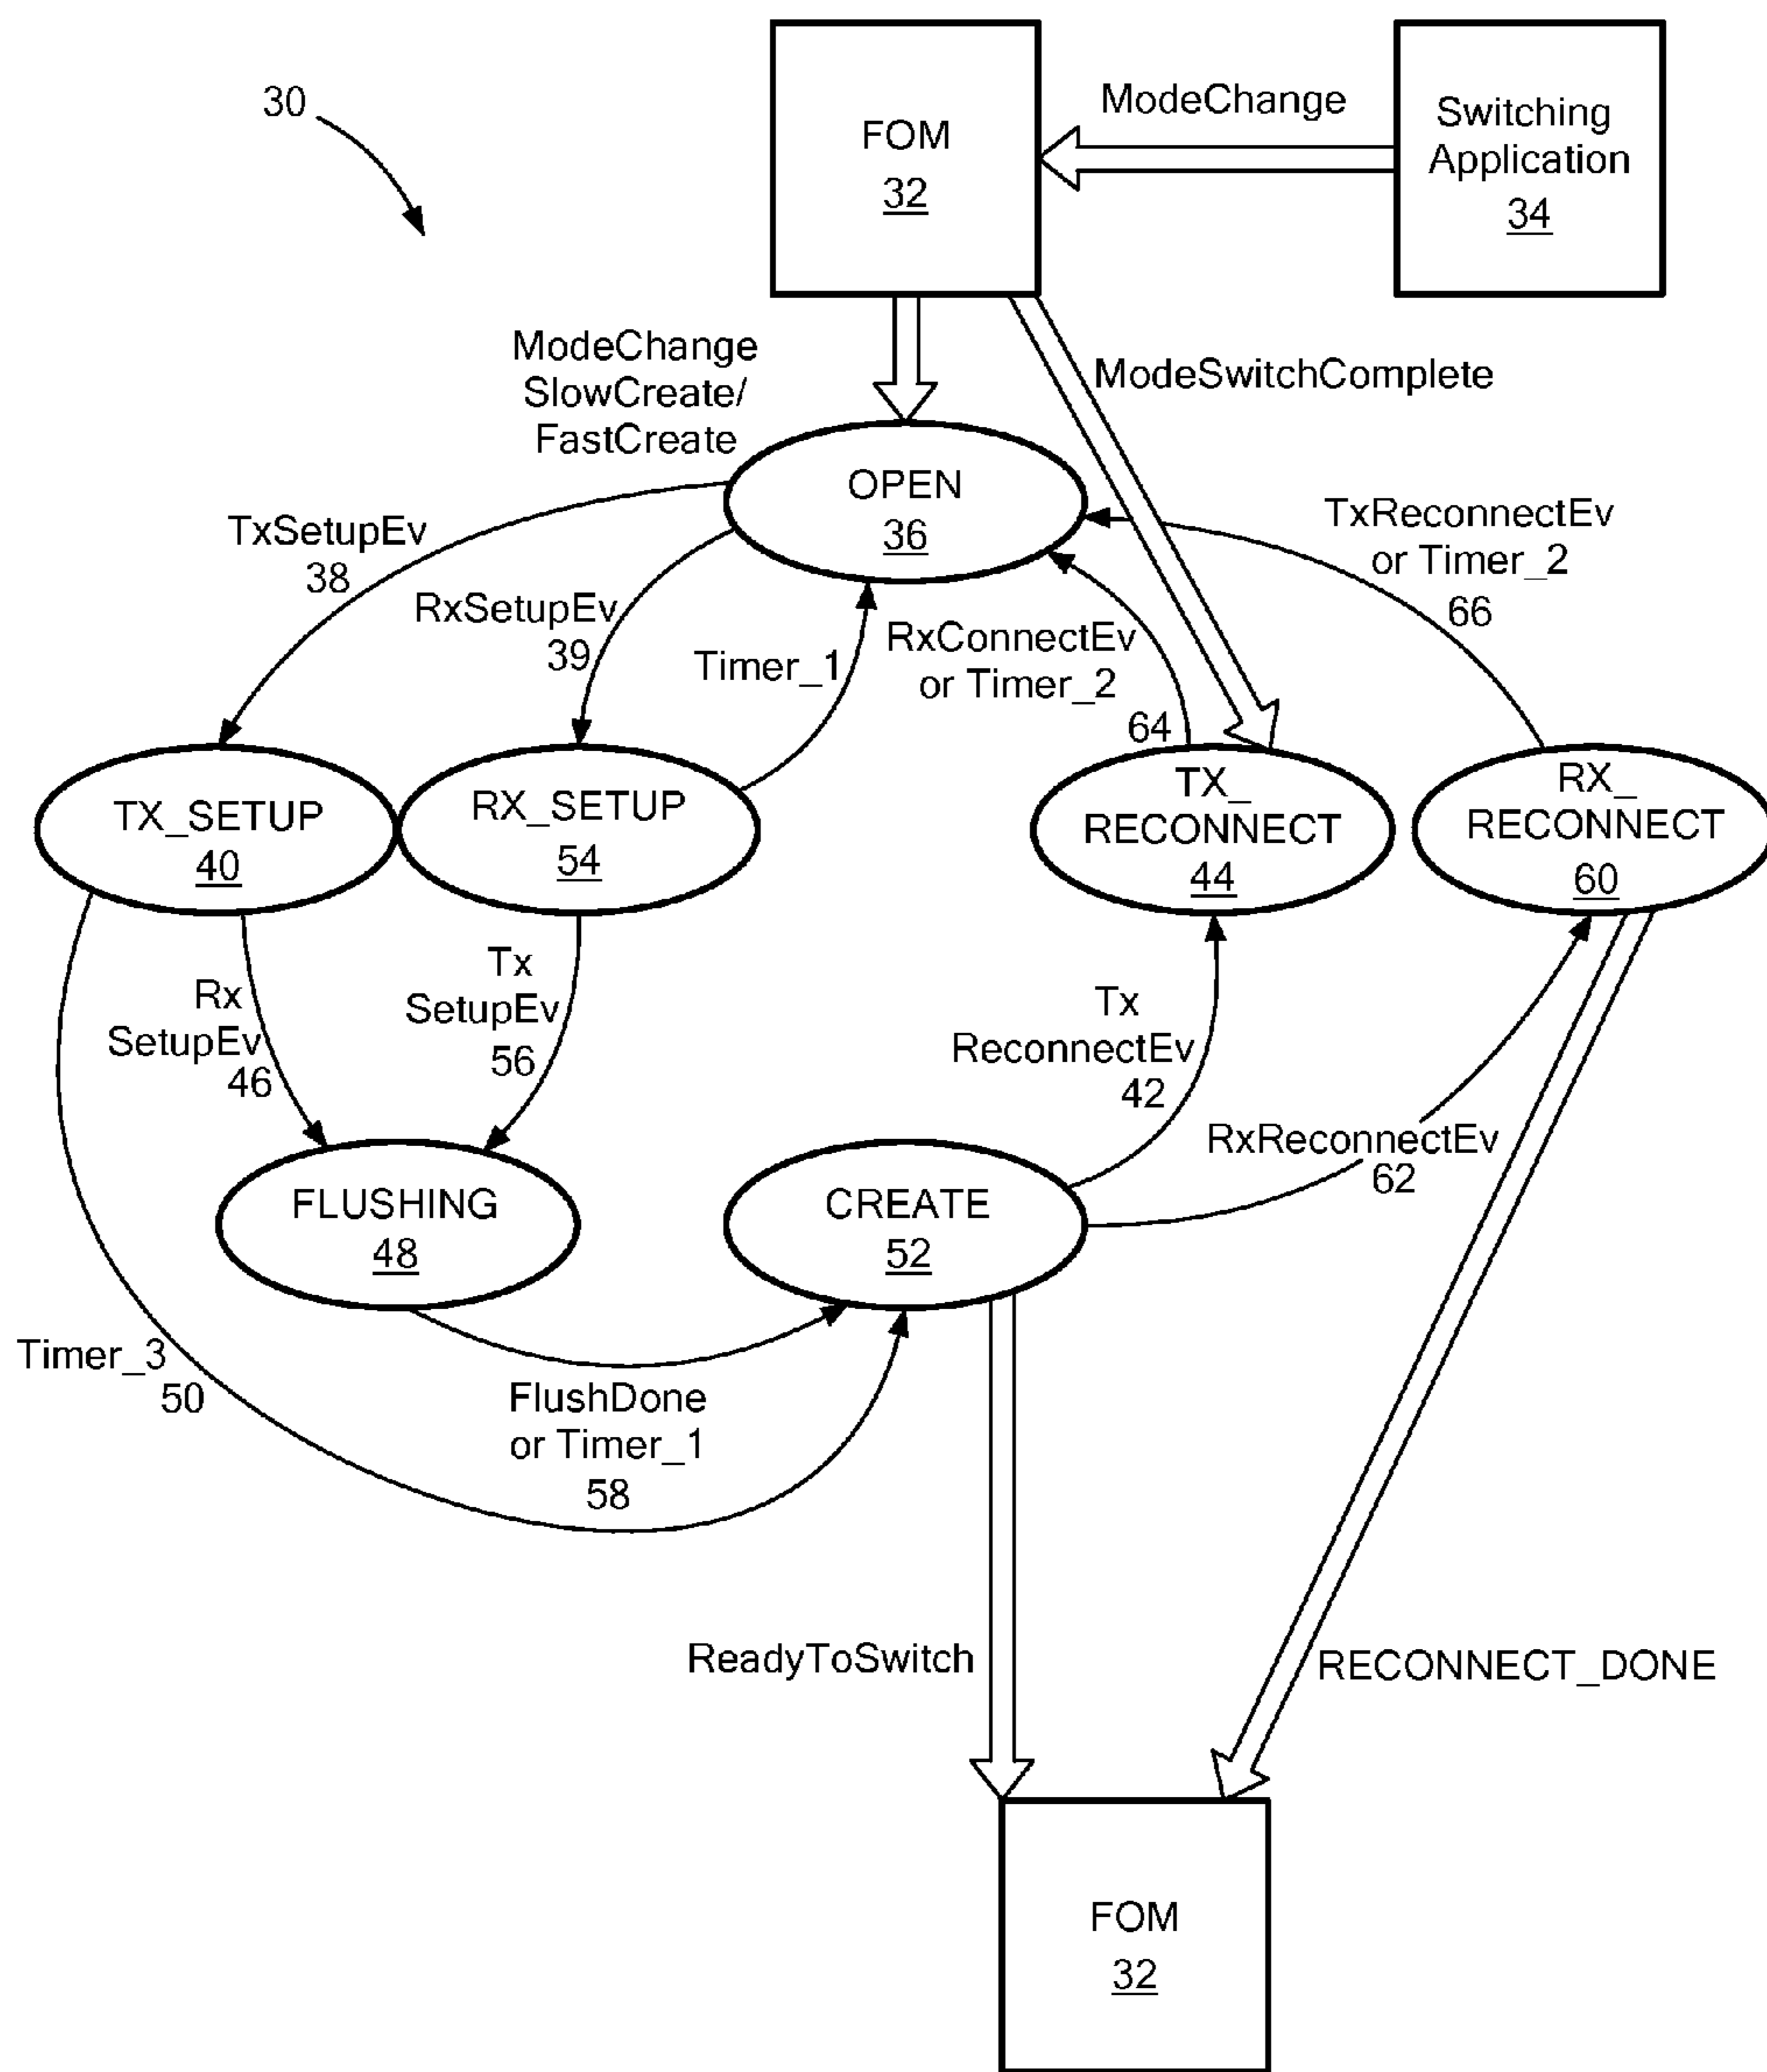 30
FOM
32
ModeChange
Switching
Application
34
ModeChange
SlowCreate/
FastCreate
ModeSwitchComplete
OPEN
36
TxSetupEv
38
RxSetupEv
39
Timer_1
RxConnectEv
or Timer_2
64
TxReconnectEv
or Timer_2
66
TX_SETUP
40
RX_SETUP
54
TX_
RECONNECT
44
RX_
RECONNECT
60
Rx
SetupEv
46
Tx
SetupEv
56
Tx
ReconnectEv
42
RxReconnectEv
62
FLUSHING
48
CREATE
52
Timer_3
50
FlushDone
or Timer_1
58
ReadyToSwitch
RECONNECT_DONE
FOM
32